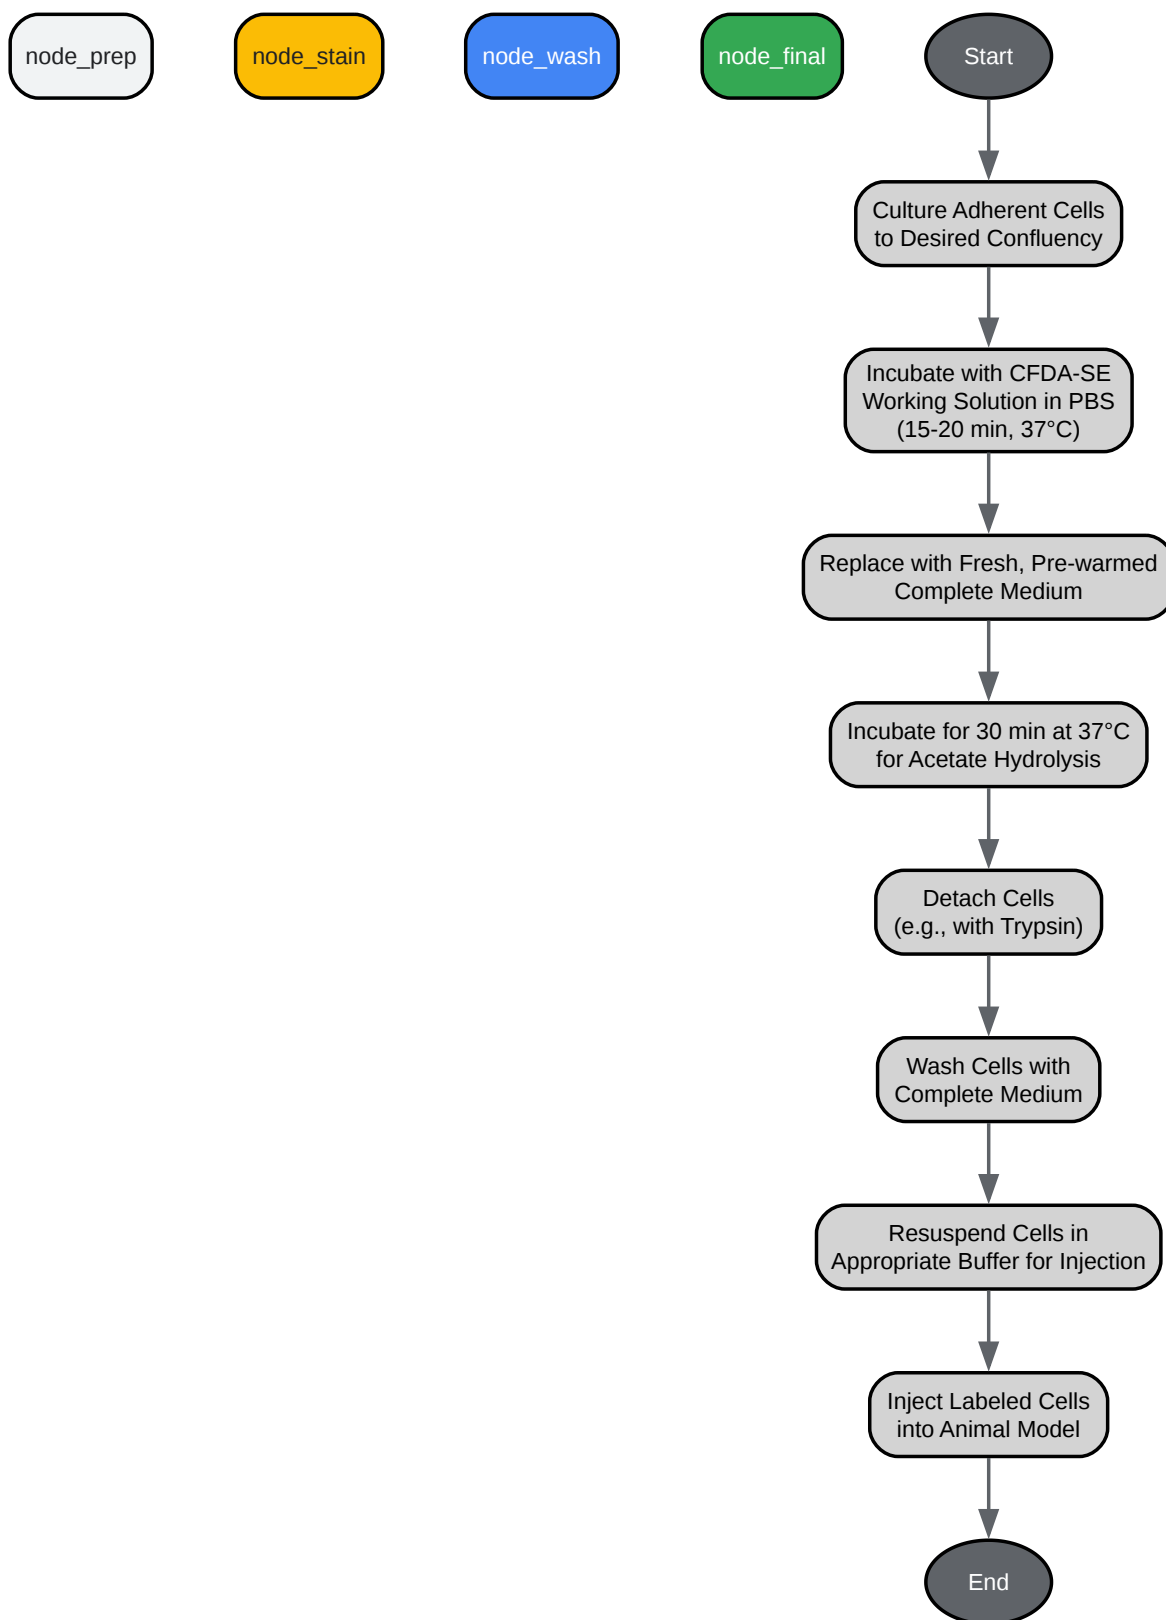 node_prep
node_stain
node_wash
node_final
Start
Culture Adherent Cells
to Desired Confluency
Incubate with CFDA-SE
Working Solution in PBS
(15-20 min, 37°C)
Replace with Fresh, Pre-warmed
Complete Medium
Incubate for 30 min at 37°C
for Acetate Hydrolysis
Detach Cells
(e.g., with Trypsin)
Wash Cells with
Complete Medium
Resuspend Cells in
Appropriate Buffer for Injection
Inject Labeled Cells
into Animal Model
End